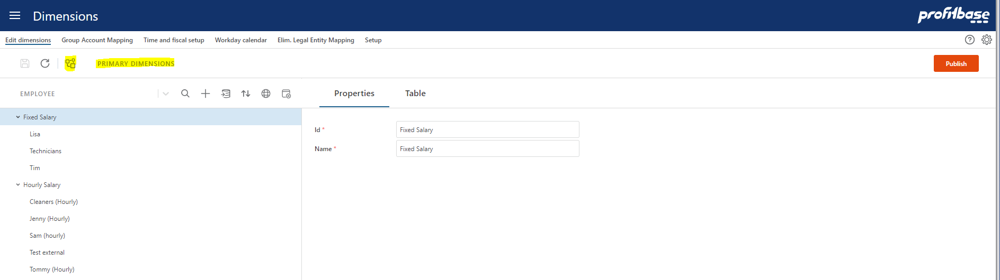 Dimensions
profitbase
Edit dimensions Group Account Mapping Time and fiscal setup Workday calendar Elim. Legal Entity Mapping Setup
PRIMARY DIMENSIONS
Publish
EMPLOYEE
Properties Table
Fixed Salary
Lisa
Technicians
Tim
Hourly Salary
Cleaners (Hourly)
Jenny (Hourly)
Sam (hourly)
Test external
Tommy (Hourly)
Id * Fixed Salary
Name * Fixed Salary